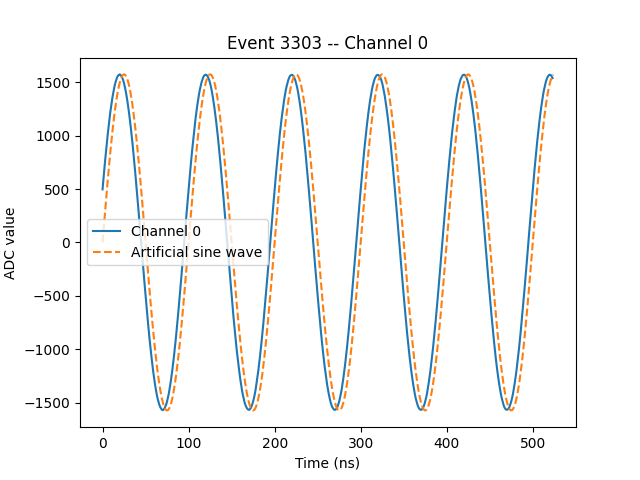 Event 3303 -- Channel 0
ADC value
1500
1000
500
0
−500
−1000
−1500
Channel 0
Artificial sine wave
0 100 200 300 400 500
Time (ns)